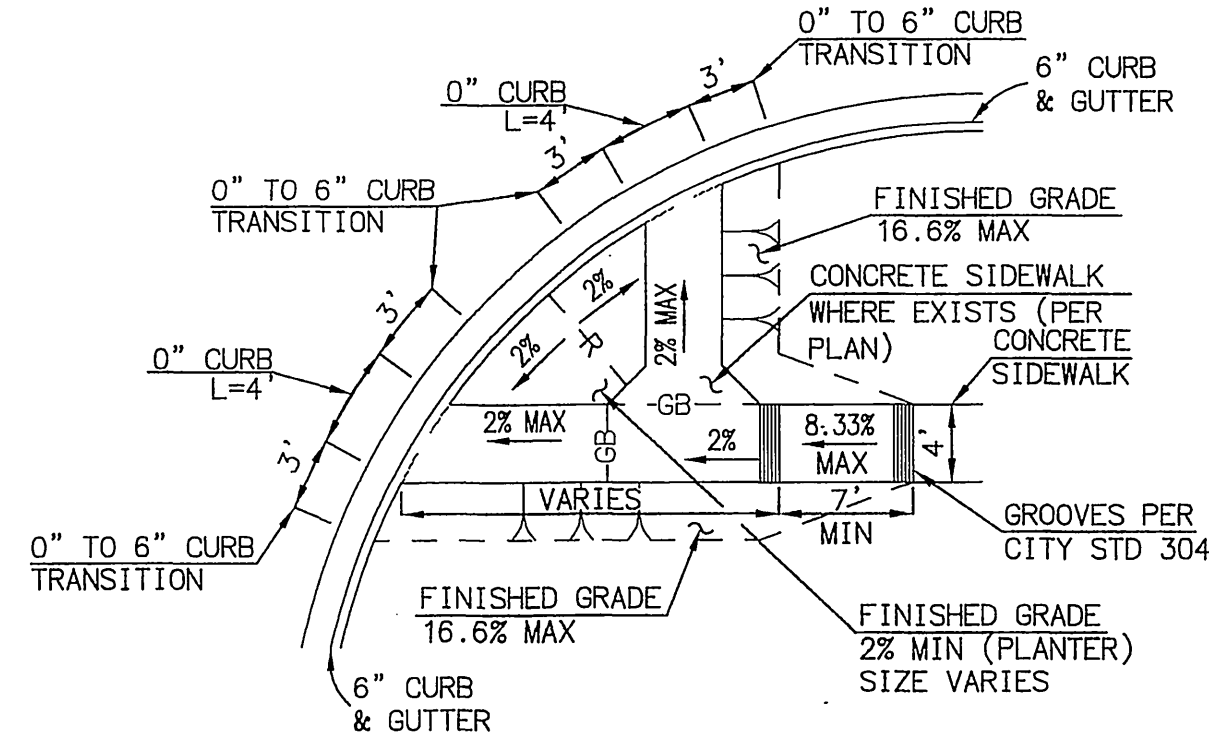 0" TO 6" CURB
TRANSITION
6" CURB
& GUTTER
0" CURB
L=4'
3'
3'
0" TO 6" CURB
TRANSITION
FINISHED GRADE
16.6% MAX
CONCRETE SIDEWALK
WHERE EXISTS (PER
PLAN)
CONCRETE
SIDEWALK
2%
2%
R
2% MAX
3'
0" CURB
L=4'
3'
GB
2% MAX
GB
2%
8.33%
MAX
4'
VARIES
7'
MIN
GROOVES PER
CITY STD 304
0" TO 6" CURB
TRANSITION
FINISHED GRADE
16.6% MAX
FINISHED GRADE
2% MIN (PLANTER)
SIZE VARIES
6" CURB
& GUTTER